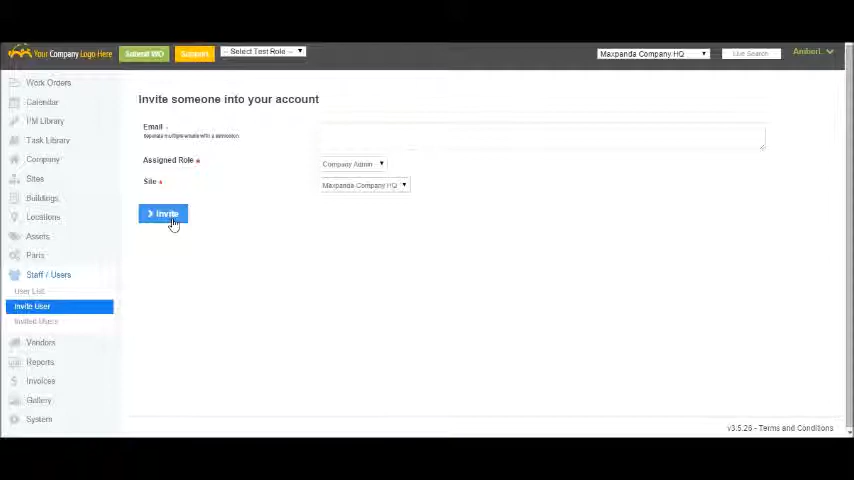 Your Company Logo Here
Submit WO
Support
-- Select Test Role --
Maxpanda Company HQ
Live Search
AmberL
Work Orders
Calendar
PM Library
Task Library
Company
Sites
Buildings
Locations
Assets
Parts
Staff / Users
User List
Invite User
Invited Users
Vendors
Reports
Invoices
Gallery
System
Invite someone into your account
Email
Separate multiple emails with a semicolon
Assigned Role *
Company Admin
Site *
Maxpanda Company HQ
Invite
v3.5.26 - Terms and Conditions